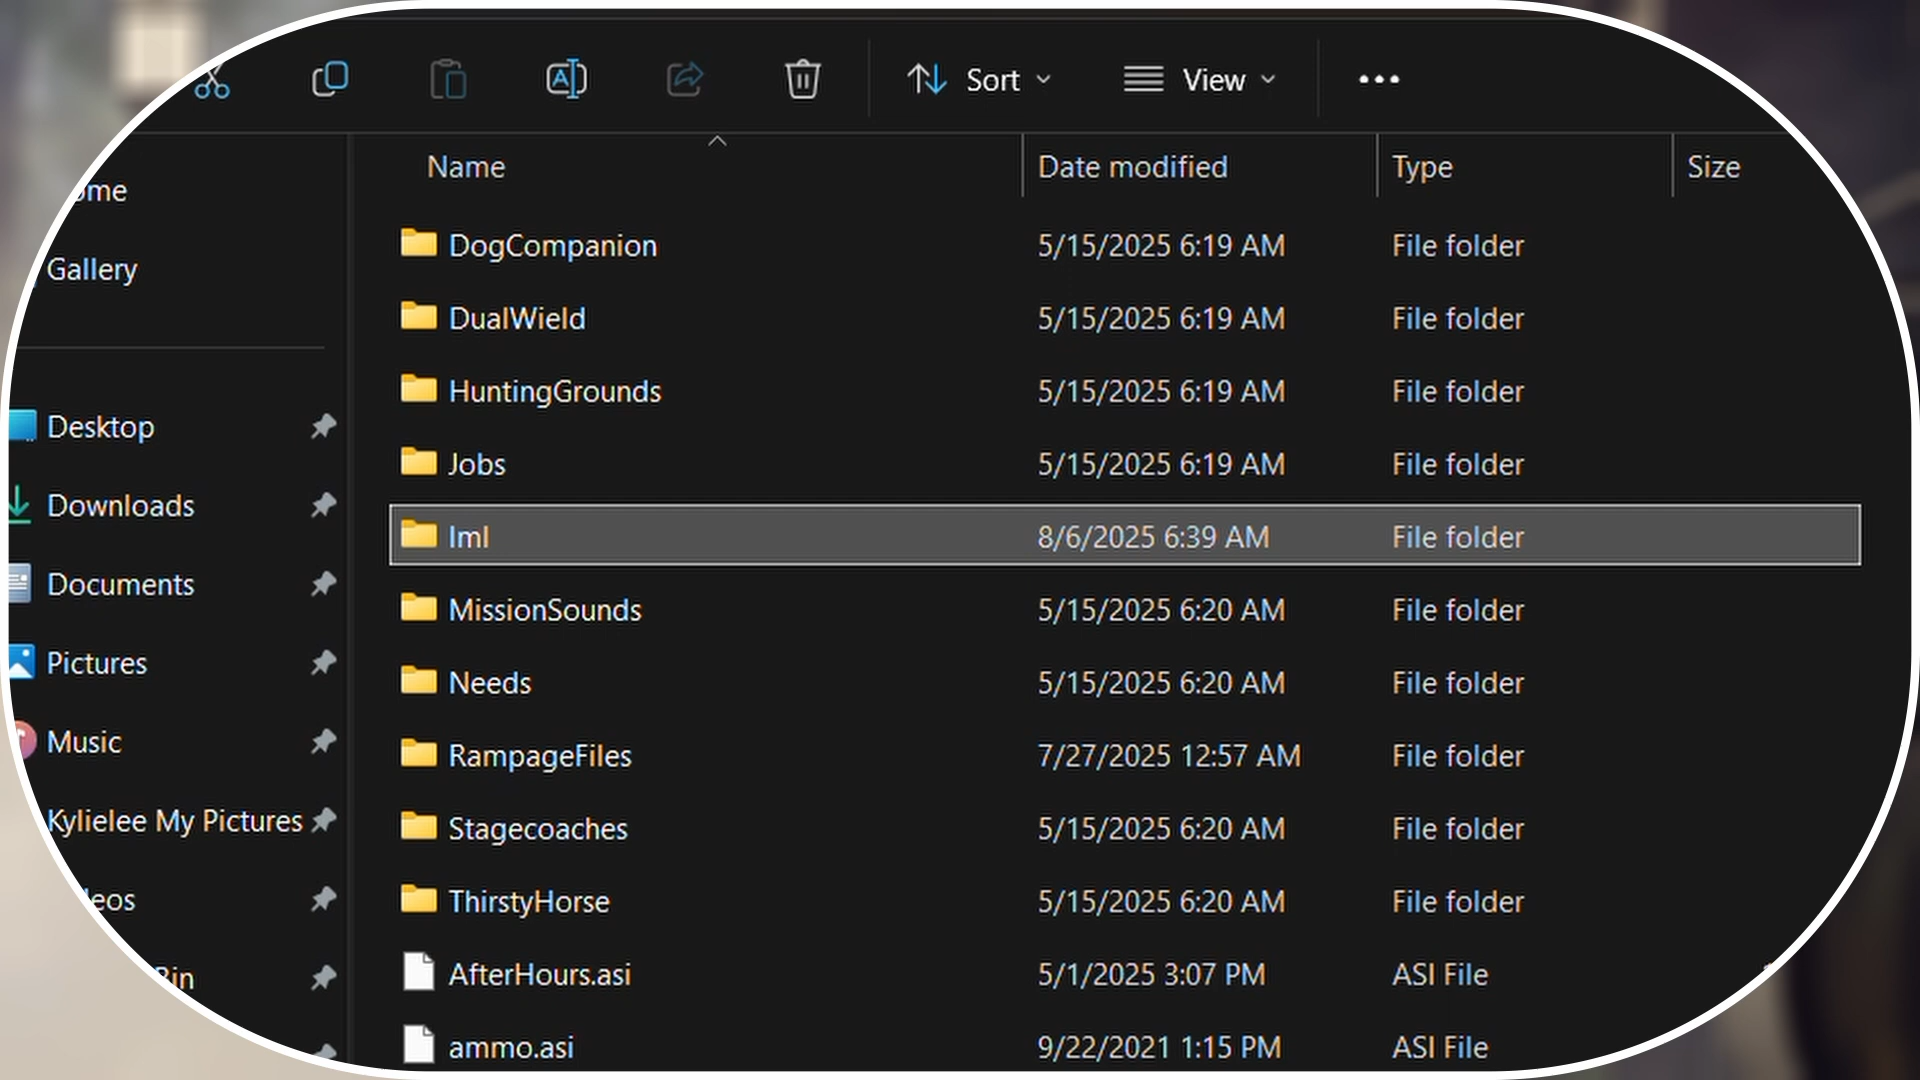 Sort
View
Name
Date modified
Type
Size
ome
Gallery
Desktop
Downloads
Documents
Pictures
Music
Kylielee My Pictures
eos
Bin
DogCompanion 5/15/2025 6:19 AM File folder
DualWield 5/15/2025 6:19 AM File folder
HuntingGrounds 5/15/2025 6:19 AM File folder
Jobs 5/15/2025 6:19 AM File folder
lml 8/6/2025 6:39 AM File folder
MissionSounds 5/15/2025 6:20 AM File folder
Needs 5/15/2025 6:20 AM File folder
RampageFiles 7/27/2025 12:57 AM File folder
Stagecoaches 5/15/2025 6:20 AM File folder
ThirstyHorse 5/15/2025 6:20 AM File folder
AfterHours.asi 5/1/2025 3:07 PM ASI File
ammo.asi 9/22/2021 1:15 PM ASI File